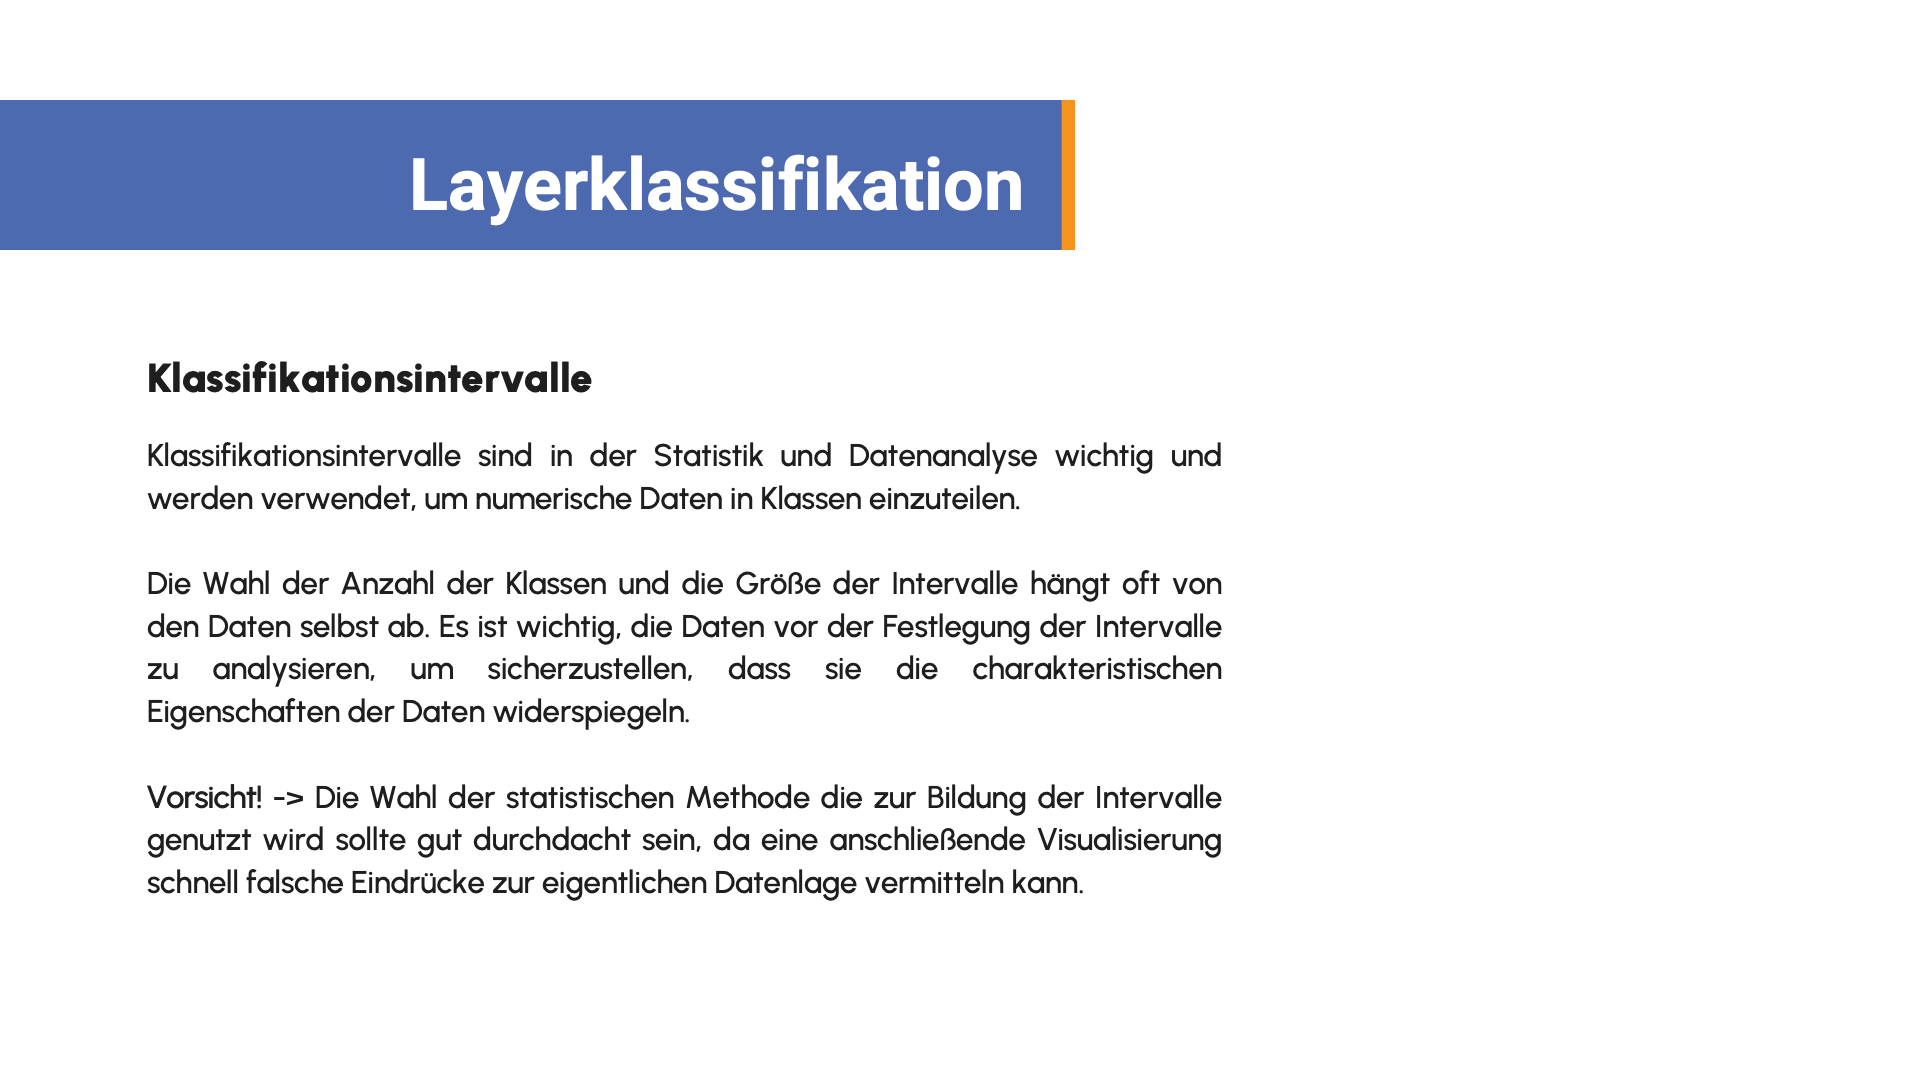 Layerklassifikation
Klassifikationsintervalle
Klassifikationsintervalle sind in der Statistik und Datenanalyse wichtig und
werden verwendet, um numerische Daten in Klassen einzuteilen.
Die Wahl der Anzahl der Klassen und die Größe der Intervalle hängt oft von
den Daten selbst ab. Es ist wichtig, die Daten vor der Festlegung der Intervalle
zu analysieren, um sicherzustellen, dass sie die charakteristischen
Eigenschaften der Daten widerspiegeln.
Vorsicht! -> Die Wahl der statistischen Methode die zur Bildung der Intervalle
genutzt wird sollte gut durchdacht sein, da eine anschließende Visualisierung
schnell falsche Eindrücke zur eigentlichen Datenlage vermitteln kann.